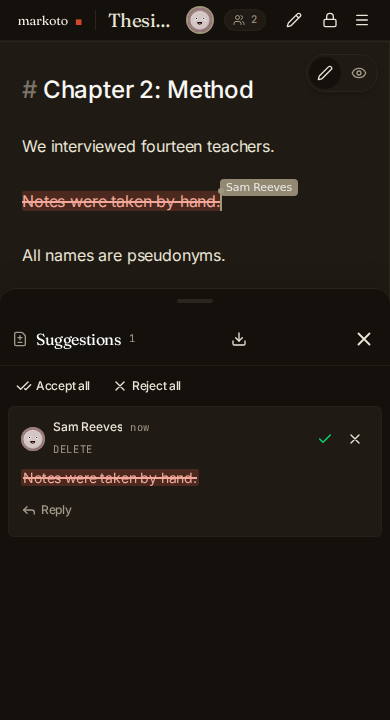 markoto
Thesi...
2
# Chapter 2: Method
We interviewed fourteen teachers.
Notes were taken by hand.
Sam Reeves
All names are pseudonyms.
Suggestions 1
Accept all
Reject all
Sam Reeves now
DELETE
Notes were taken by hand.
Reply